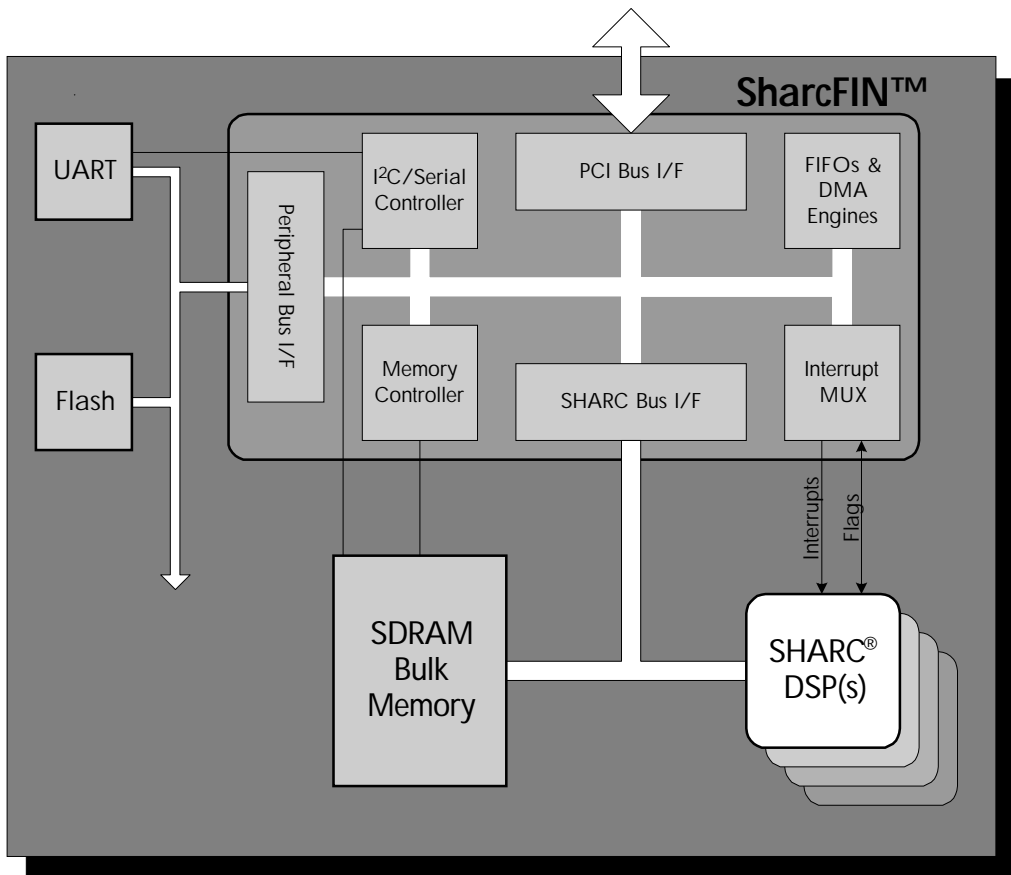 SharcFIN™
UART
I²C/Serial
Controller
PCI Bus I/F
FIFOs &
DMA
Engines
Peripheral Bus I/F
Flash
Memory
Controller
SHARC Bus I/F
Interrupt
MUX
Interrupts
Flags
SDRAM
Bulk
Memory
SHARC®
DSP(s)